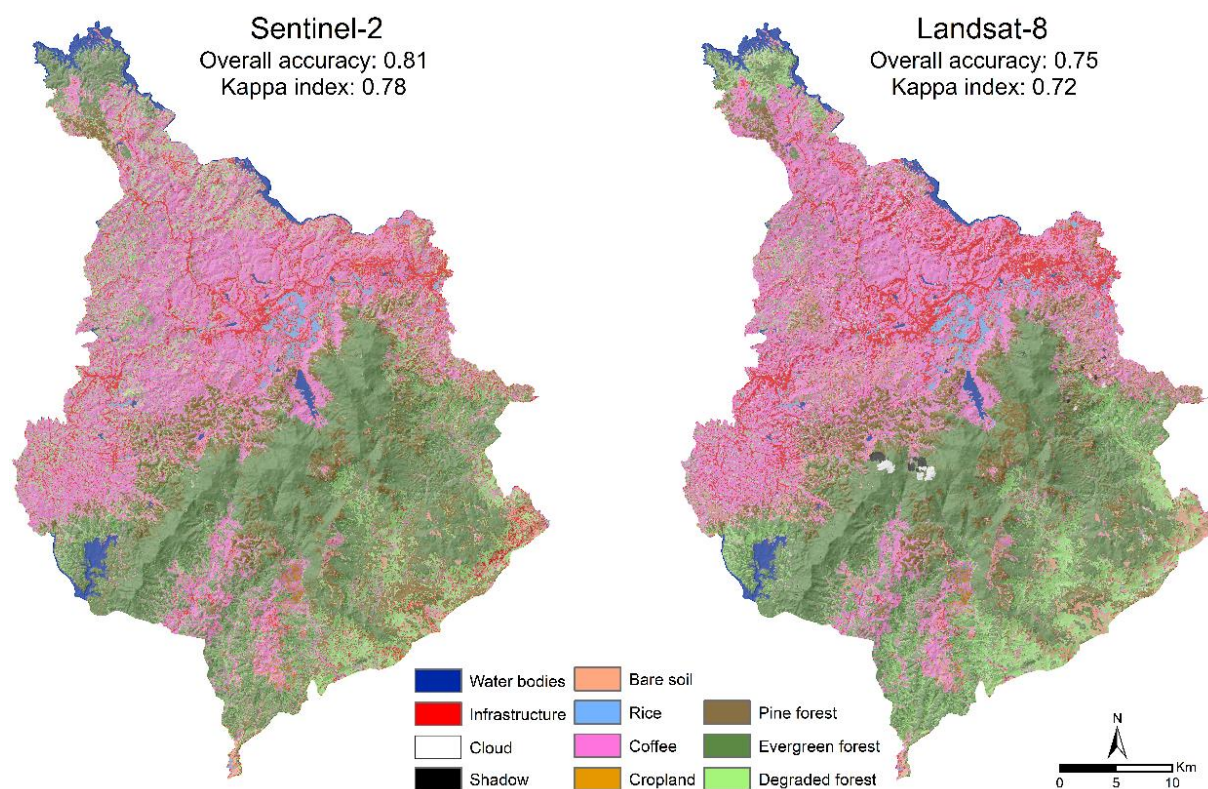 Sentinel-2
Overall accuracy: 0.81
Kappa index: 0.78
Landsat-8
Overall accuracy: 0.75
Kappa index: 0.72
Water bodies
Infrastructure
Cloud
Shadow
Bare soil
Rice
Coffee
Cropland
Pine forest
Evergreen forest
Degraded forest
N
Km
0 5 10